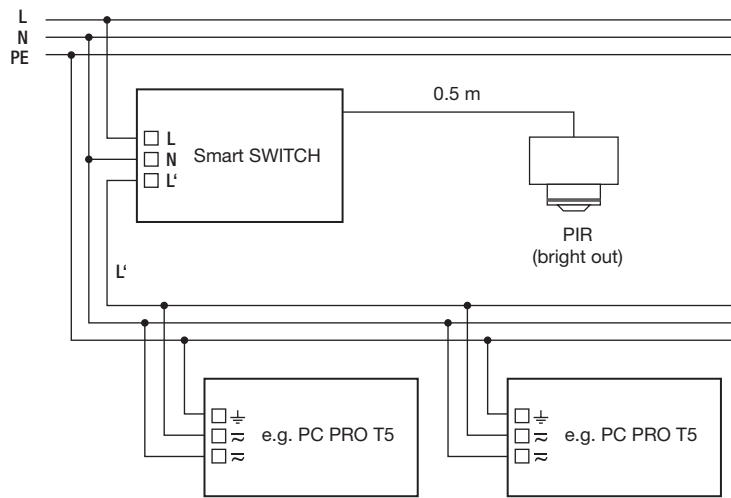 L
N
PE
0.5 m
L
N
L‘
Smart SWITCH
PIR
(bright out)
L‘
e.g. PC PRO T5
e.g. PC PRO T5